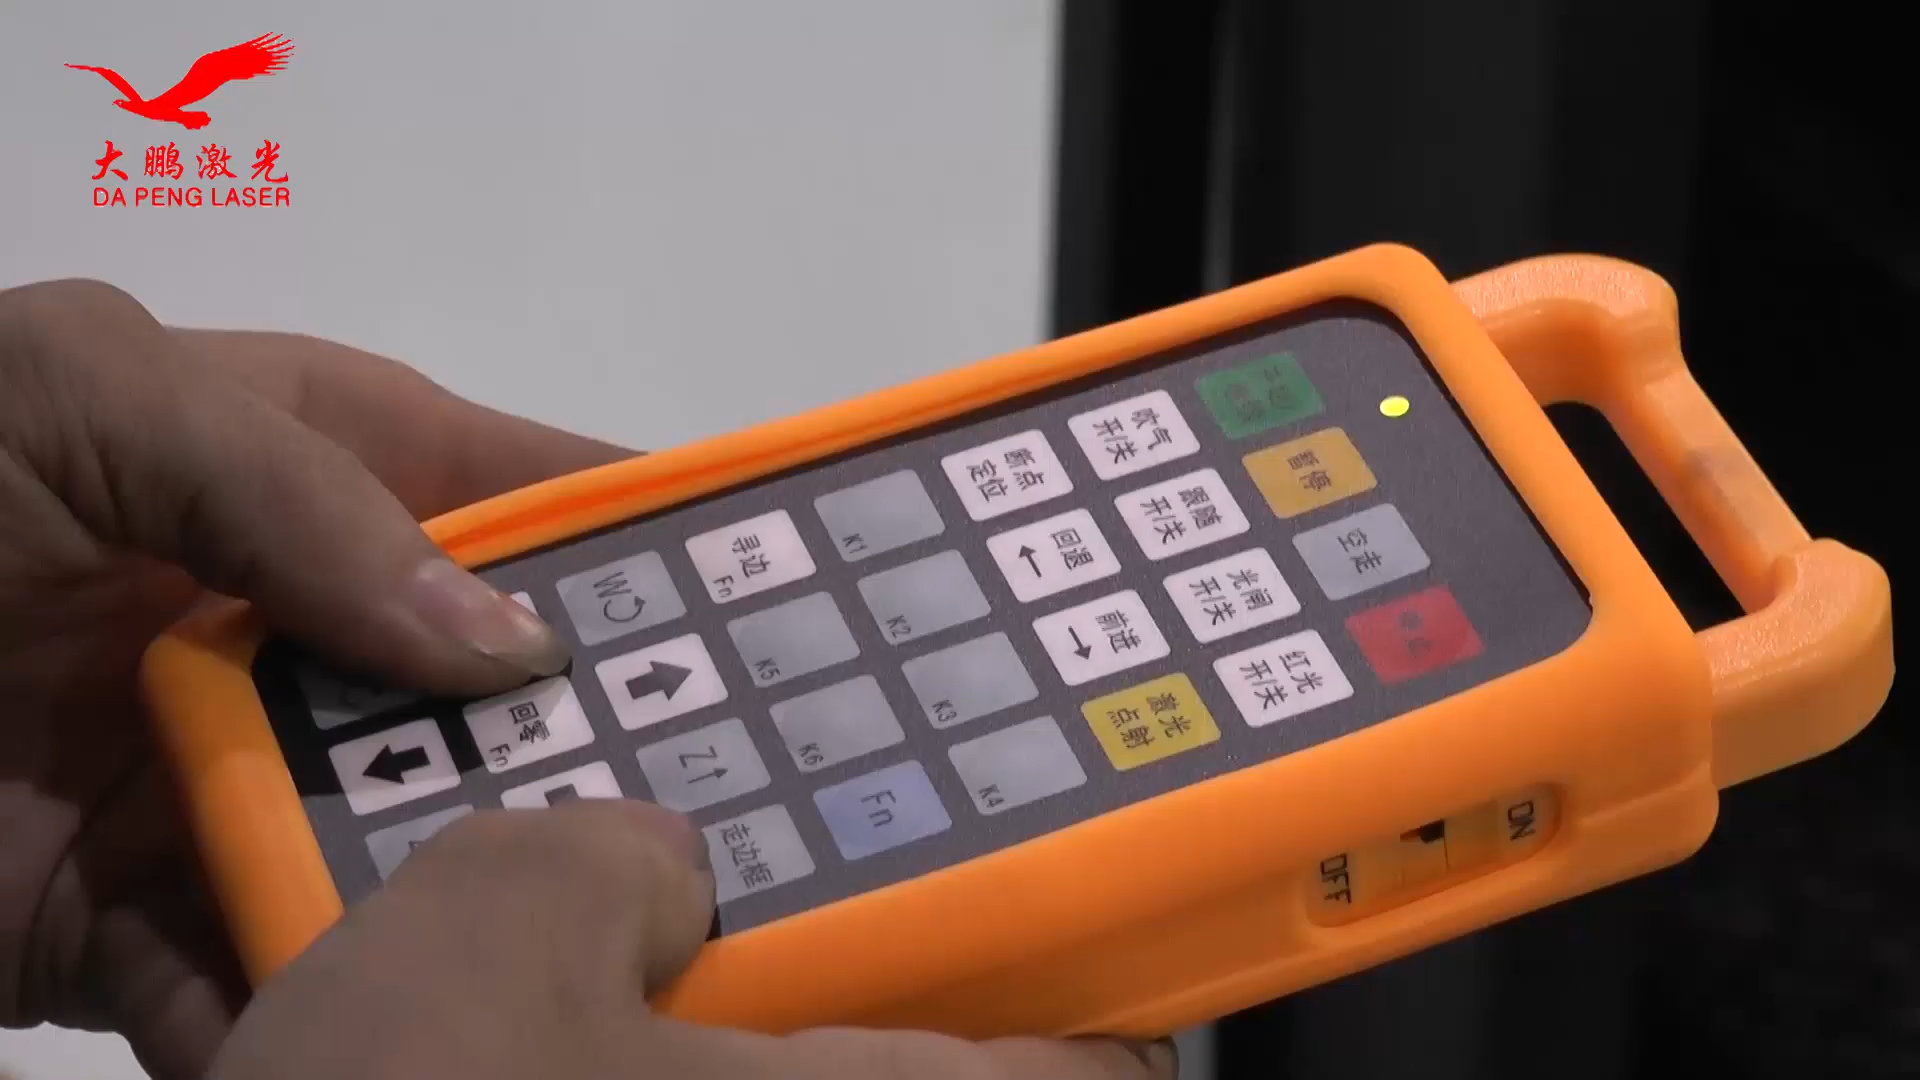 大鹏激光
DA PENG LASER
暂停
空走
吹气
开/关
跟随
开/关
光闸
开/关
红光
开/关
断点
定位
回退
←
前进
→
激光
点射
K1
K2
K3
K4
寻边
Fn
K5
K6
Fn
W
Z↑
走边框
回零
Fn
ON
OFF